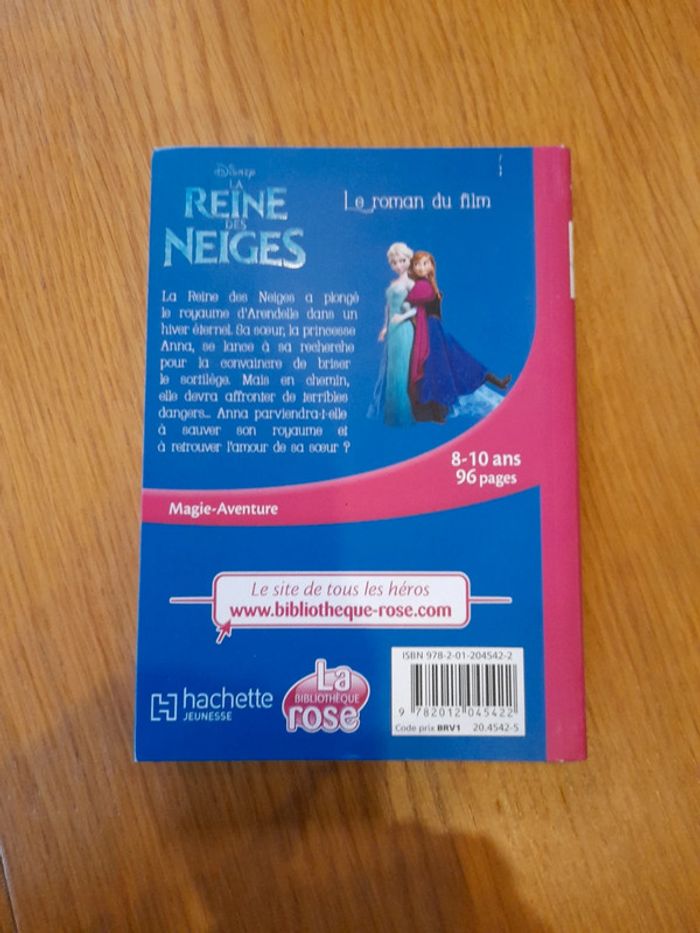 Disney
LA
REINE
DES
NEIGES
Le roman du film
La Reine des Neiges a plongé
le royaume d'Arendelle dans un
hiver éternel. Sa sœur, la princesse
Anna, se lance à sa recherche
pour la convaincre de briser
le sortilège. Mais en chemin,
elle devra affronter de terribles
dangers... Anna parviendra-t-elle
à sauver son royaume et
à retrouver l'amour de sa sœur ?
8-10 ans
96 pages
Magie-Aventure
Le site de tous les héros
www.bibliotheque-rose.com
hachette
JEUNESSE
La
BIBLIOTHÈQUE
rose
ISBN 978-2-01-204542-2
9 782012 045422
Code prix BRV1 20.4542-5